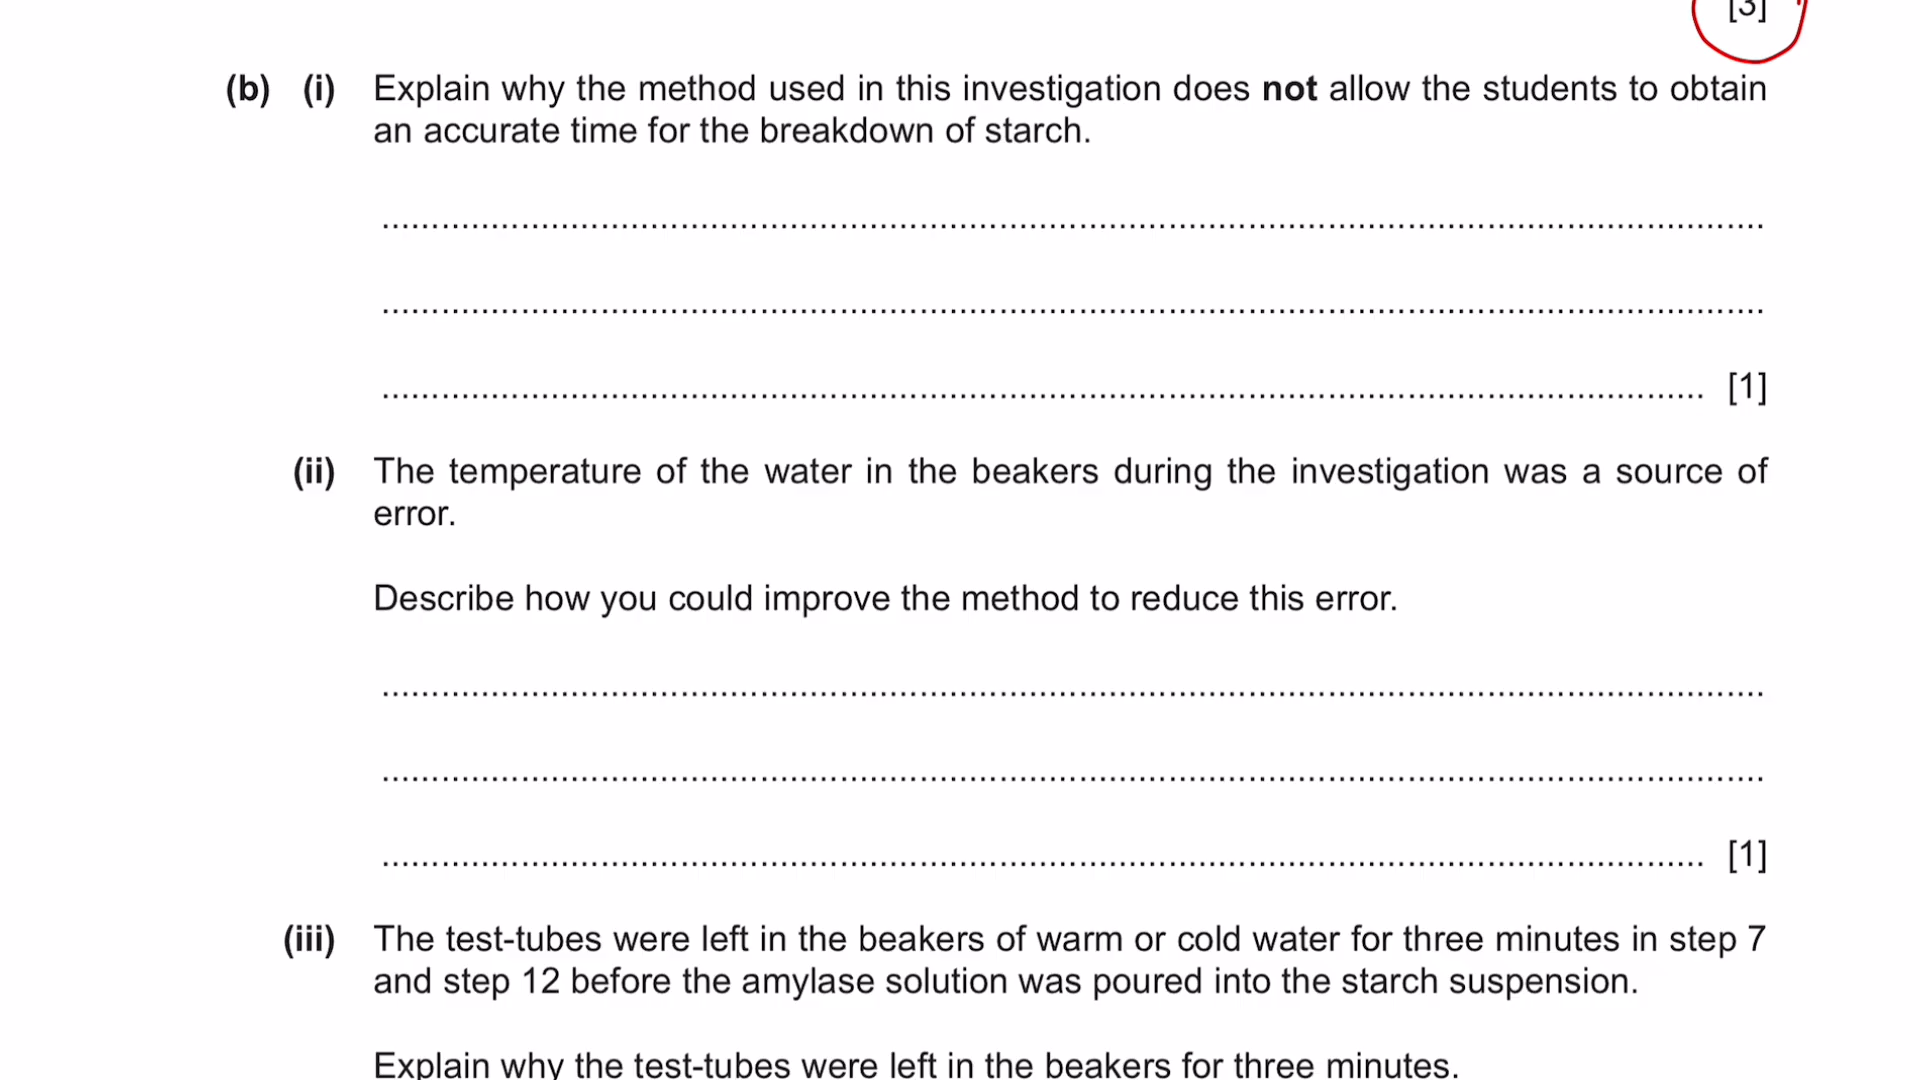 [3]
(b) (i) Explain why the method used in this investigation does not allow the students to obtain
an accurate time for the breakdown of starch.
[1]
(ii) The temperature of the water in the beakers during the investigation was a source of
error.
Describe how you could improve the method to reduce this error.
[1]
(iii) The test-tubes were left in the beakers of warm or cold water for three minutes in step 7
and step 12 before the amylase solution was poured into the starch suspension.
Explain why the test-tubes were left in the beakers for three minutes.